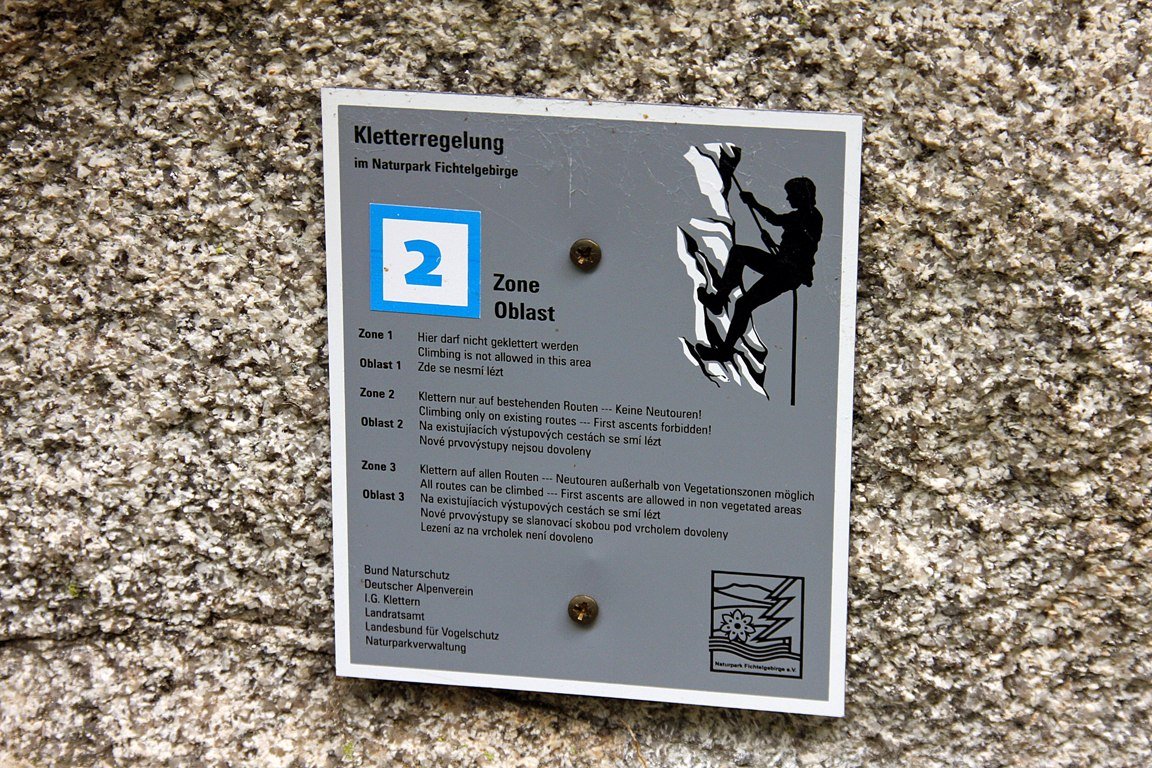 Kletterregelung
im Naturpark Fichtelgebirge
2
Zone
Oblast
Zone 1 Hier darf nicht geklettert werden
Climbing is not allowed in this area
Oblast 1 Zde se nesmí lézt
Zone 2 Klettern nur auf bestehenden Routen --- Keine Neutouren!
Climbing only on existing routes --- First ascents forbidden!
Oblast 2 Na existujíacích výstupových cestách se smí lézt
Nové prvovýstupy nejsou dovoleny
Zone 3 Klettern auf allen Routen --- Neutouren außerhalb von Vegetationszonen möglich
All routes can be climbed --- First ascents are allowed in non vegetated areas
Oblast 3 Na existujíacích výstupových cestách se smí lézt
Nové prvovýstupy se slanovací skobou pod vrcholem dovoleny
Lezení az na vrcholek není dovoleno
Bund Naturschutz
Deutscher Alpenverein
I.G. Klettern
Landratsamt
Landesbund für Vogelschutz
Naturparkverwaltung
Naturpark Fichtelgebirge e.V.